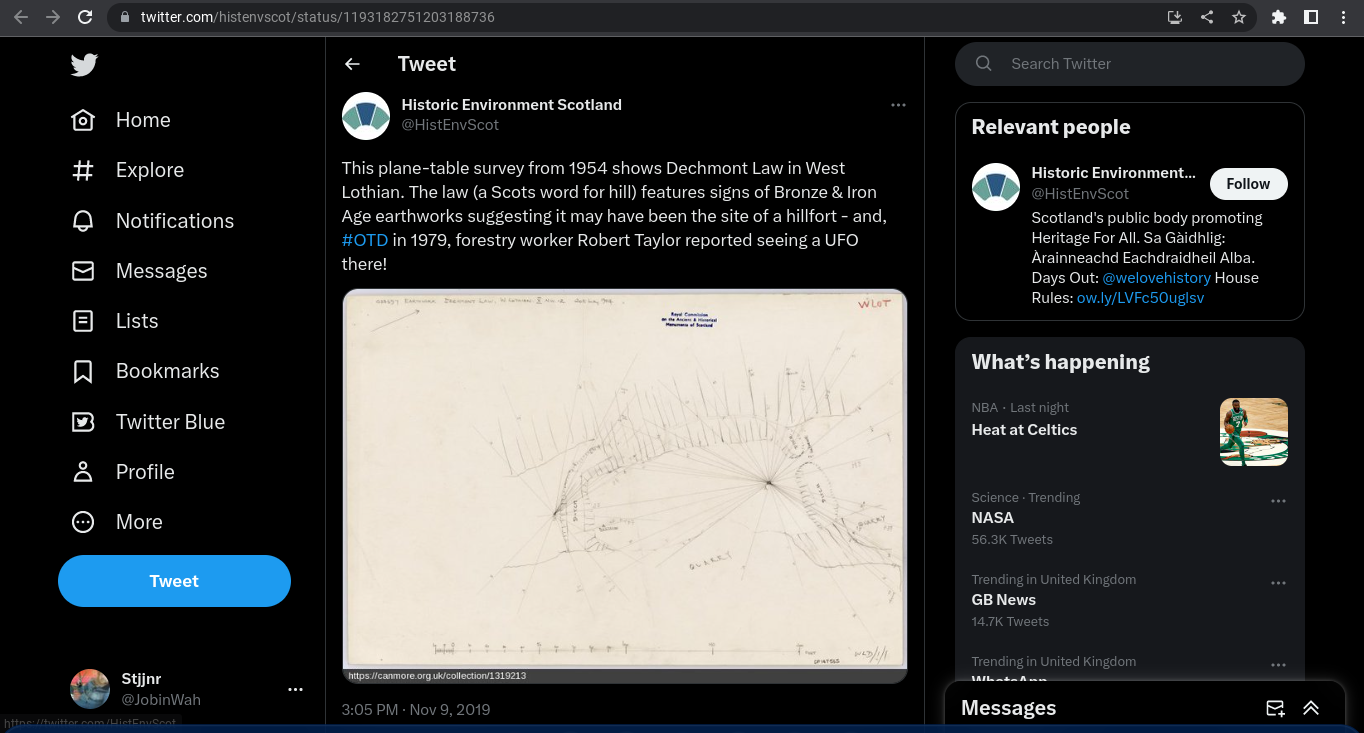 twitter.com/histenvscot/status/1193182751203188736
Home
Explore
Notifications
Messages
Lists
Bookmarks
Twitter Blue
Profile
More
Tweet
Stjjnr
@JobinWah
https://twitter.com/HistEnvScot
Tweet
Historic Environment Scotland
@HistEnvScot
This plane-table survey from 1954 shows Dechmont Law in West
Lothian. The law (a Scots word for hill) features signs of Bronze & Iron
Age earthworks suggesting it may have been the site of a hillfort - and,
#OTD in 1979, forestry worker Robert Taylor reported seeing a UFO
there!
WLOT
Royal Commission
on the Ancient & Historical
Monuments of Scotland
QUARRY
QUARRY
https://canmore.org.uk/collection/1319213
3:05 PM · Nov 9, 2019
Search Twitter
Relevant people
Historic Environment...
@HistEnvScot
Follow
Scotland's public body promoting
Heritage For All. Sa Gàidhlig:
Àrainneachd Eachdraidheil Alba.
Days Out: @welovehistory House
Rules: ow.ly/LVFc50uglsv
What's happening
NBA · Last night
Heat at Celtics
Science · Trending
NASA
56.3K Tweets
Trending in United Kingdom
GB News
14.7K Tweets
Trending in United Kingdom
WhatsApp
Messages